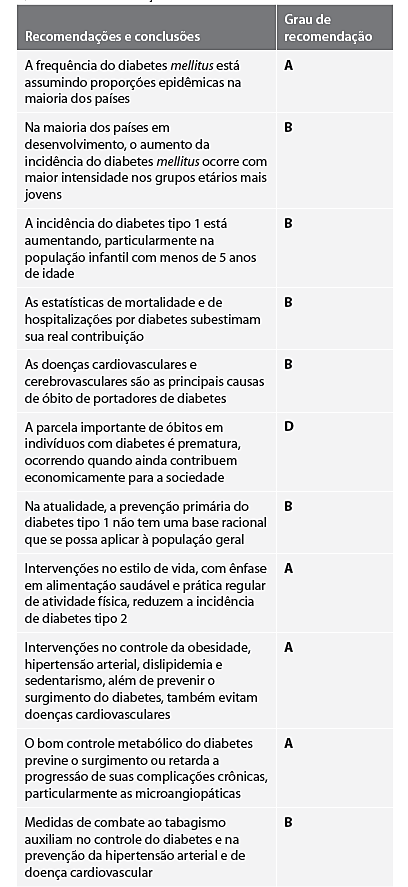 Recomendações e conclusões
Grau de
recomendação
A frequência do diabetes mellitus está
assumindo proporções epidêmicas na
maioria dos países
A
Na maioria dos países em
desenvolvimento, o aumento da
incidência do diabetes mellitus ocorre com
maior intensidade nos grupos etários mais
jovens
B
A incidência do diabetes tipo 1 está
aumentando, particularmente na
população infantil com menos de 5 anos
de idade
B
As estatísticas de mortalidade e de
hospitalizações por diabetes subestimam
sua real contribuição
B
As doenças cardiovasculares e
cerebrovasculares são as principais causas
de óbito de portadores de diabetes
B
A parcela importante de óbitos em
indivíduos com diabetes é prematura,
ocorrendo quando ainda contribuem
economicamente para a sociedade
D
Na atualidade, a prevenção primária do
diabetes tipo 1 não tem uma base racional
que se possa aplicar à população geral
B
Intervenções no estilo de vida, com ênfase
em alimentação saudável e prática regular
de atividade física, reduzem a incidência
de diabetes tipo 2
A
Intervenções no controle da obesidade,
hipertensão arterial, dislipidemia e
sedentarismo, além de prevenir o
surgimento do diabetes, também evitam
doenças cardiovasculares
A
O bom controle metabólico do diabetes
previne o surgimento ou retarda a
progressão de suas complicações crônicas,
particularmente as microangiopáticas
A
Medidas de combate ao tabagismo
auxiliam no controle do diabetes e na
prevenção da hipertensão arterial e de
doença cardiovascular
B